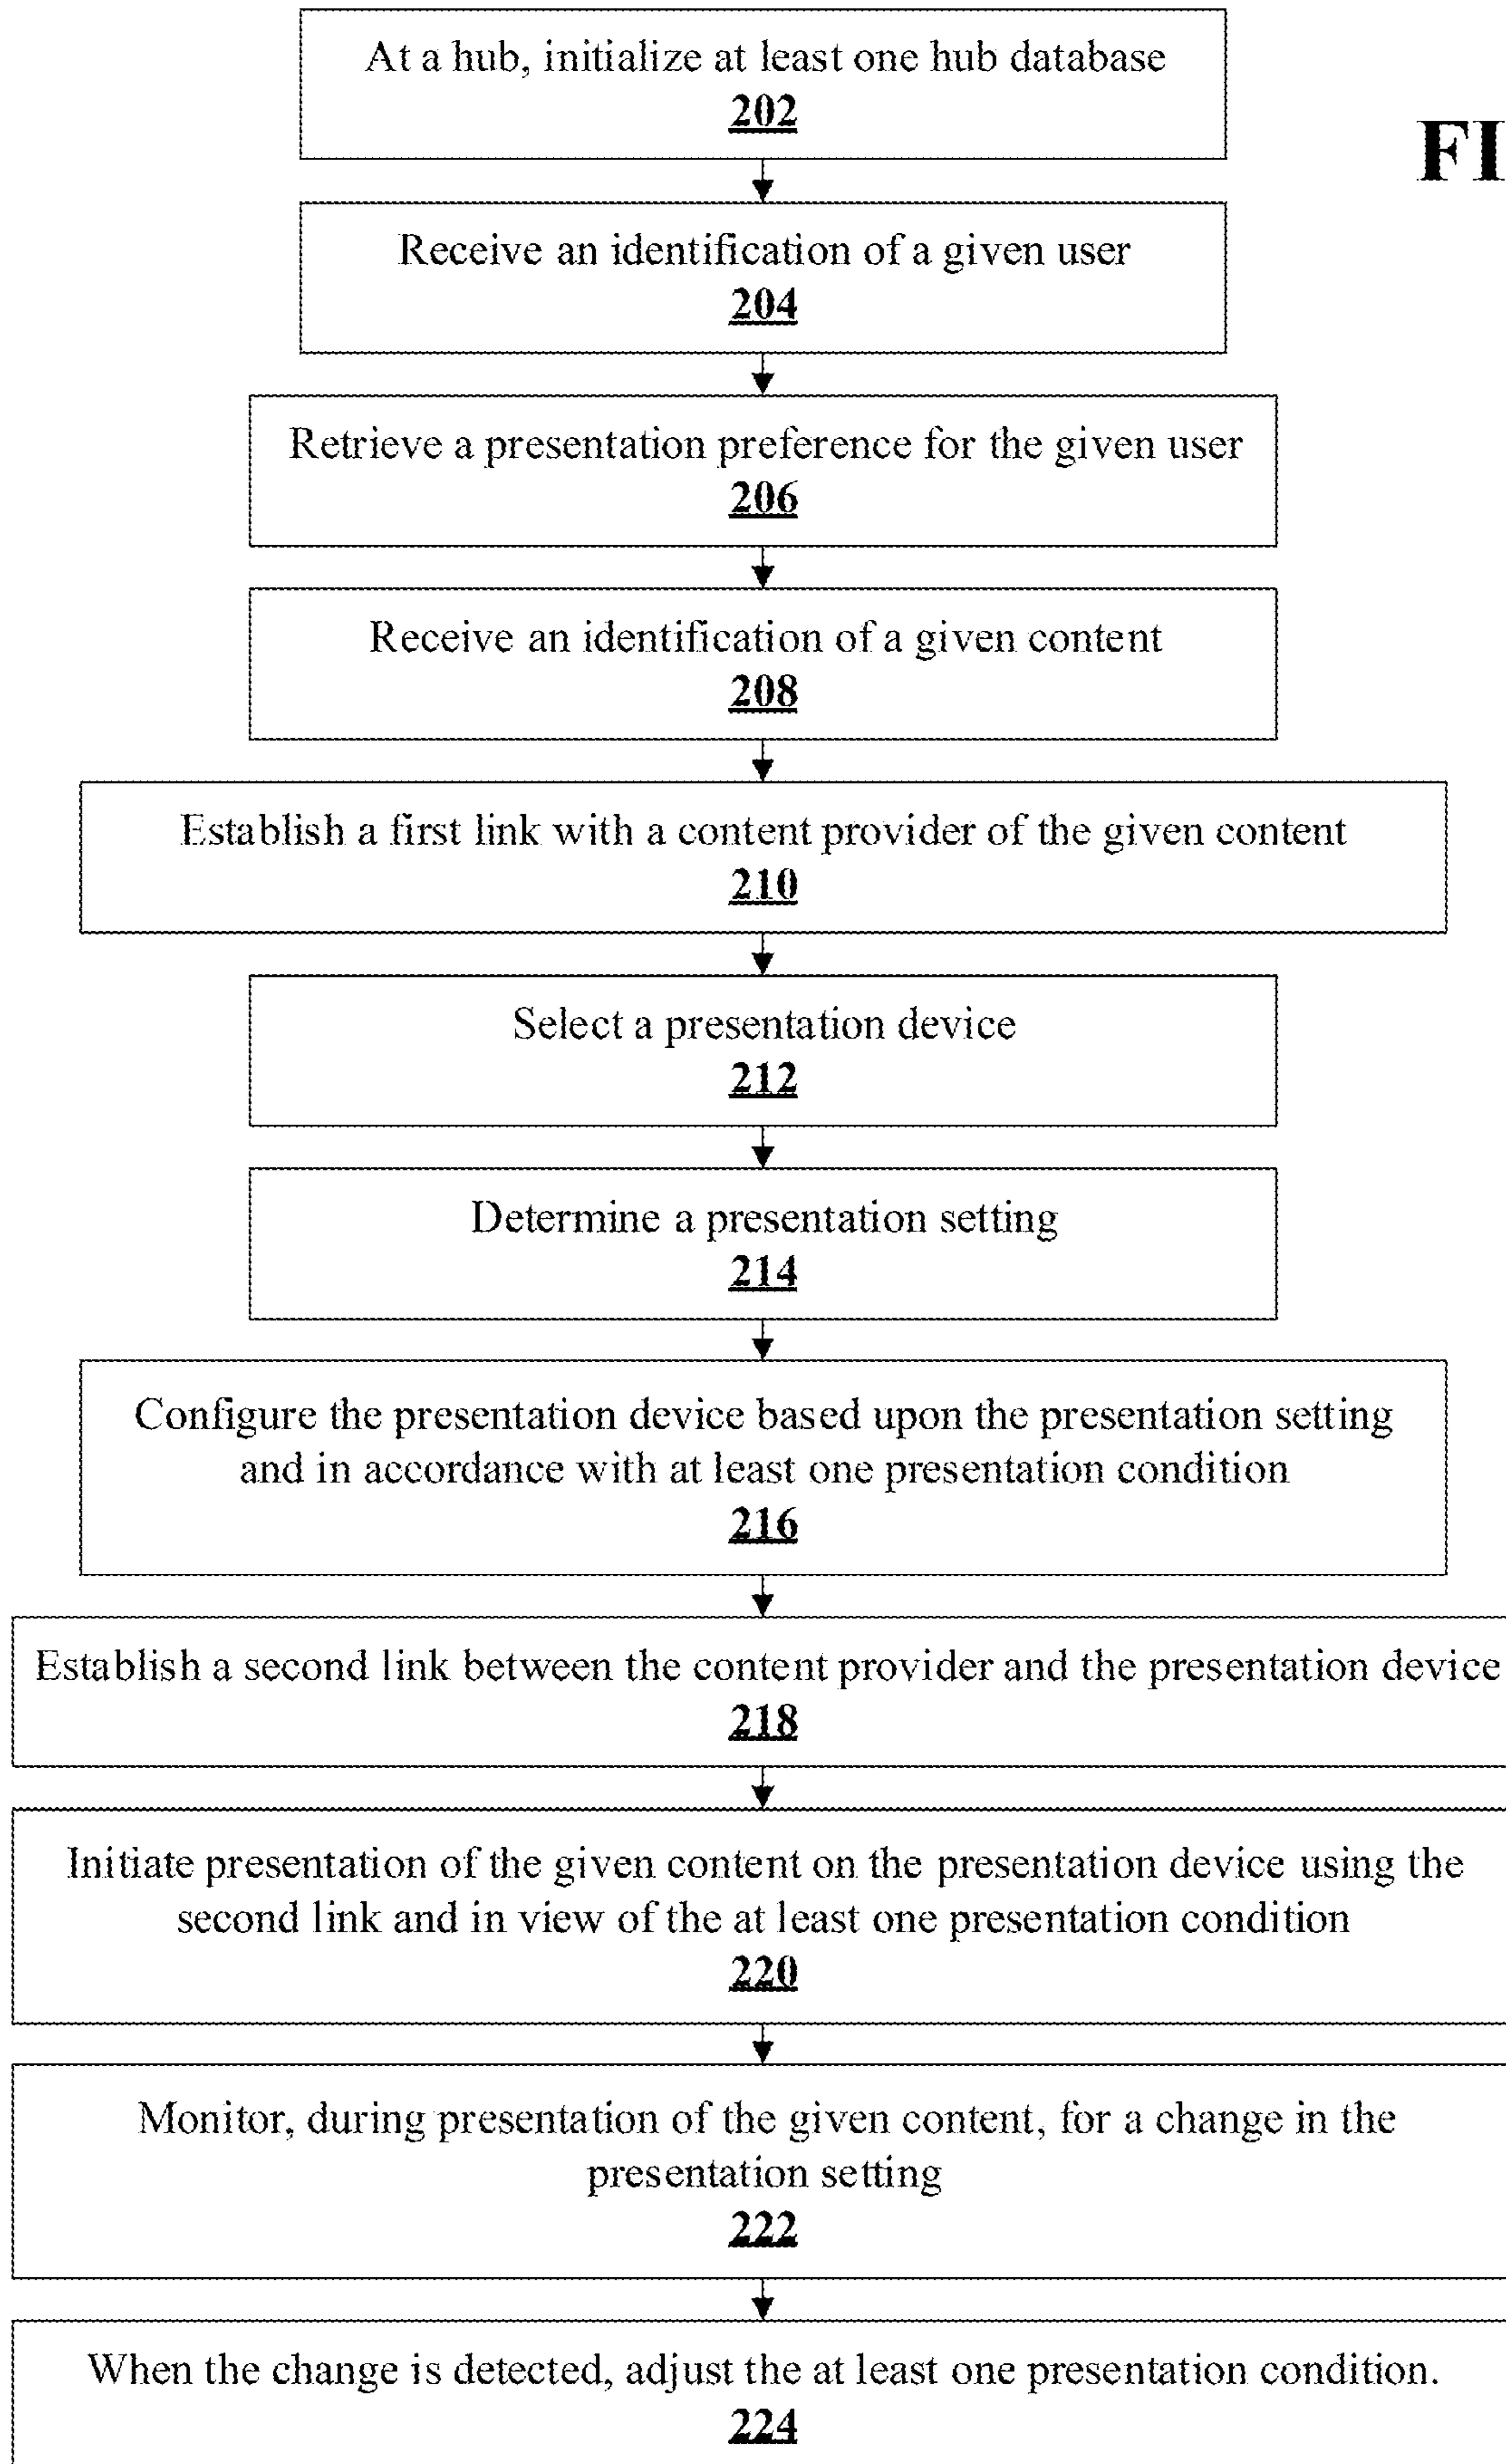 At a hub, initialize at least one hub database
202
FI
Receive an identification of a given user
204
Retrieve a presentation preference for the given user
206
Receive an identification of a given content
208
Establish a first link with a content provider of the given content
210
Select a presentation device
212
Determine a presentation setting
214
Configure the presentation device based upon the presentation setting
and in accordance with at least one presentation condition
216
Establish a second link between the content provider and the presentation device
218
Initiate presentation of the given content on the presentation device using the
second link and in view of the at least one presentation condition
220
Monitor, during presentation of the given content, for a change in the
presentation setting
222
When the change is detected, adjust the at least one presentation condition.
224